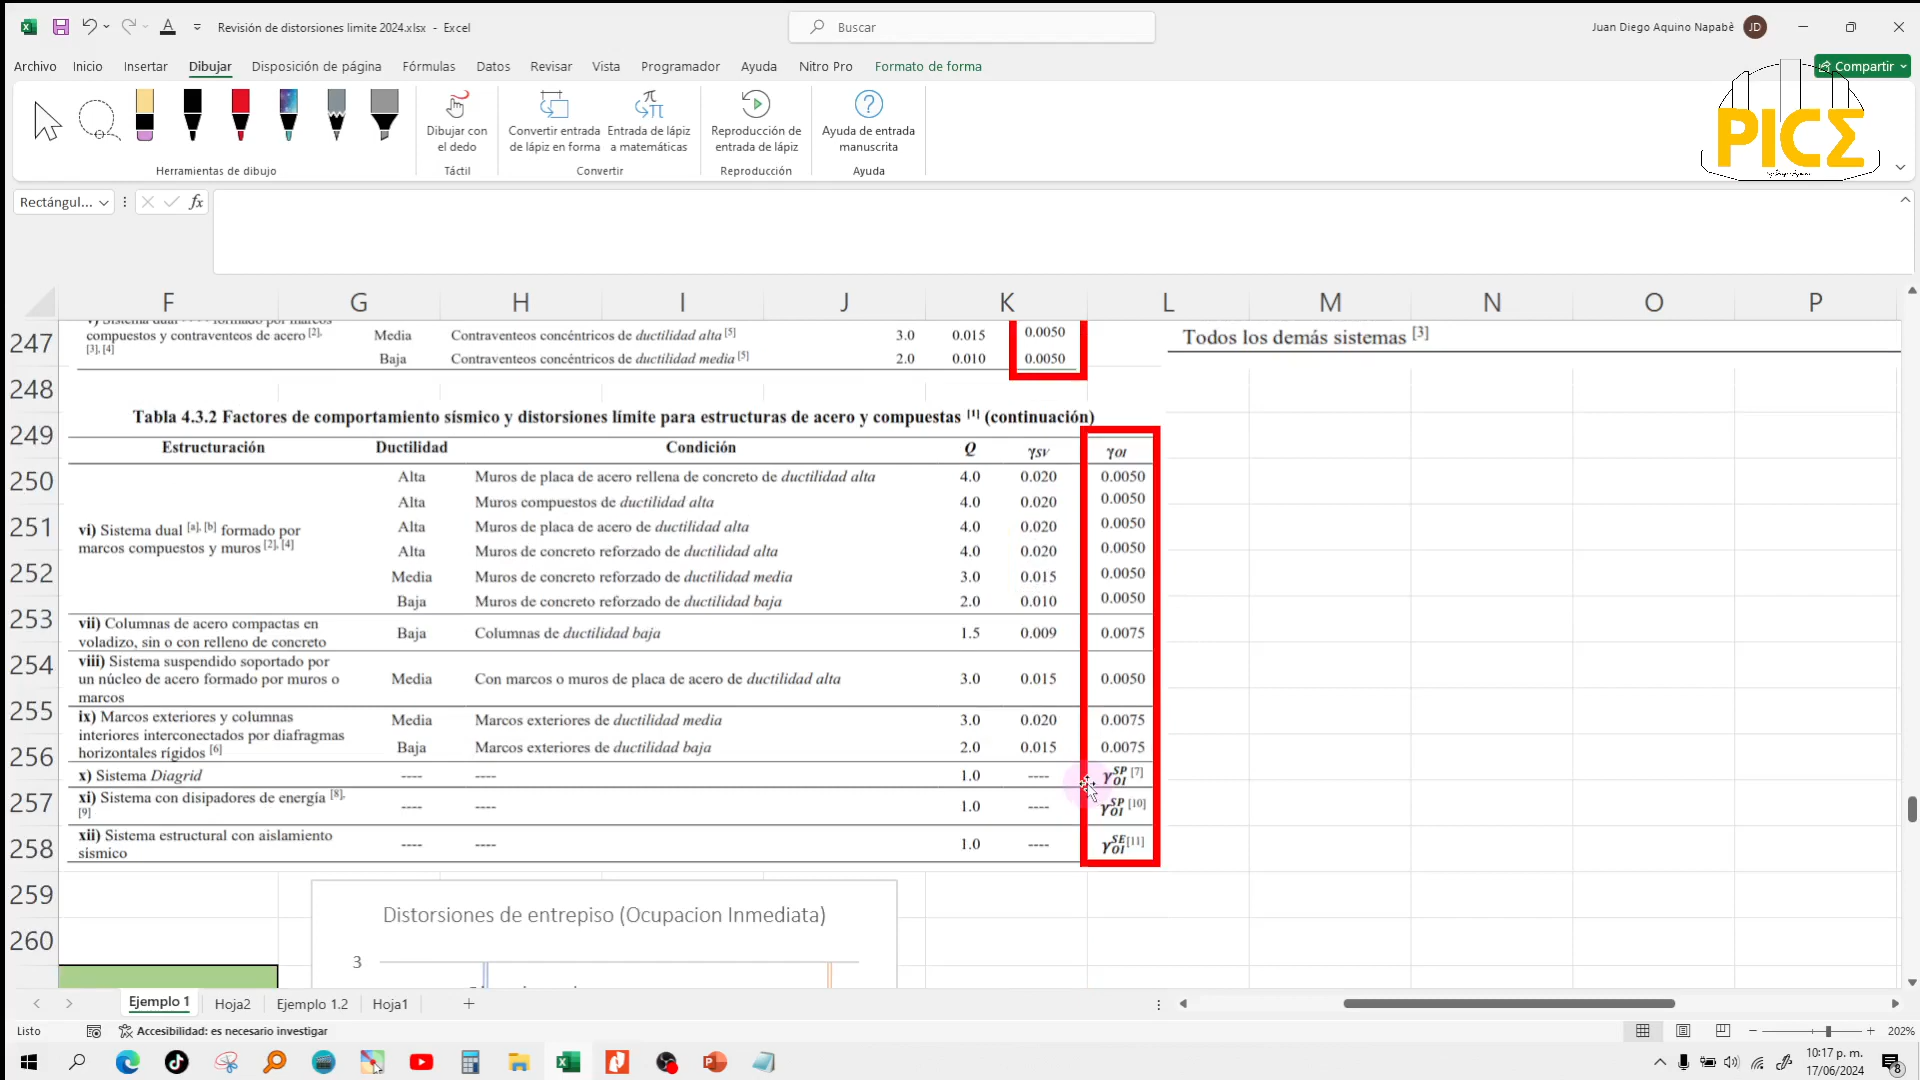 Revisión de distorsiones limite 2024.xlsx - Excel
Buscar
Juan Diego Aquino Napabè
JD
Archivo Inicio Insertar Dibujar Disposición de página Fórmulas Datos Revisar Vista Programador Ayuda Nitro Pro Formato de forma
Compartir
Dibujar con
el dedo
Convertir entrada
de lápiz en forma
Entrada de lápiz
a matemáticas
Reproducción de
entrada de lápiz
Ayuda de entrada
manuscrita
Herramientas de dibujo Táctil Convertir Reproducción Ayuda
PICΣ
Rectángul... fx
F G H I J K L M N O P
247
compuestos y contraventeos de acero [2],
[3], [4]
Media Contraventeos concéntricos de ductilidad alta [5] 3.0 0.015 0.0050
Baja Contraventeos concéntricos de ductilidad media [5] 2.0 0.010 0.0050
Todos los demás sistemas [3]
248
249
Tabla 4.3.2 Factores de comportamiento sísmico y distorsiones límite para estructuras de acero y compuestas [1] (continuación)
Estructuración Ductilidad Condición Q γSV γOI
250
Alta Muros de placa de acero rellena de concreto de ductilidad alta 4.0 0.020 0.0050
Alta Muros compuestos de ductilidad alta 4.0 0.020 0.0050
251
vi) Sistema dual [a], [b] formado por
marcos compuestos y muros [2], [4]
Alta Muros de placa de acero de ductilidad alta 4.0 0.020 0.0050
Alta Muros de concreto reforzado de ductilidad alta 4.0 0.020 0.0050
252
Media Muros de concreto reforzado de ductilidad media 3.0 0.015 0.0050
Baja Muros de concreto reforzado de ductilidad baja 2.0 0.010 0.0050
253
vii) Columnas de acero compactas en
voladizo, sin o con relleno de concreto
Baja Columnas de ductilidad baja 1.5 0.009 0.0075
254
viii) Sistema suspendido soportado por
un núcleo de acero formado por muros o
marcos
Media Con marcos o muros de placa de acero de ductilidad alta 3.0 0.015 0.0050
255
ix) Marcos exteriores y columnas
interiores interconectados por diafragmas
horizontales rígidos [6]
Media Marcos exteriores de ductilidad media 3.0 0.020 0.0075
256
Baja Marcos exteriores de ductilidad baja 2.0 0.015 0.0075
x) Sistema Diagrid ---- ---- 1.0 ---- γOI SP [7]
257
xi) Sistema con disipadores de energía [8],
[9]
---- ---- 1.0 ---- γOI SP [10]
258
xii) Sistema estructural con aislamiento
sísmico
---- ---- 1.0 ---- γOI SE[11]
259
Distorsiones de entrepiso (Ocupacion Inmediata)
260
3
Ejemplo 1 Hoja2 Ejemplo 1.2 Hoja1 +
Listo Accesibilidad: es necesario investigar 202%
10:17 p. m.
17/06/2024
8